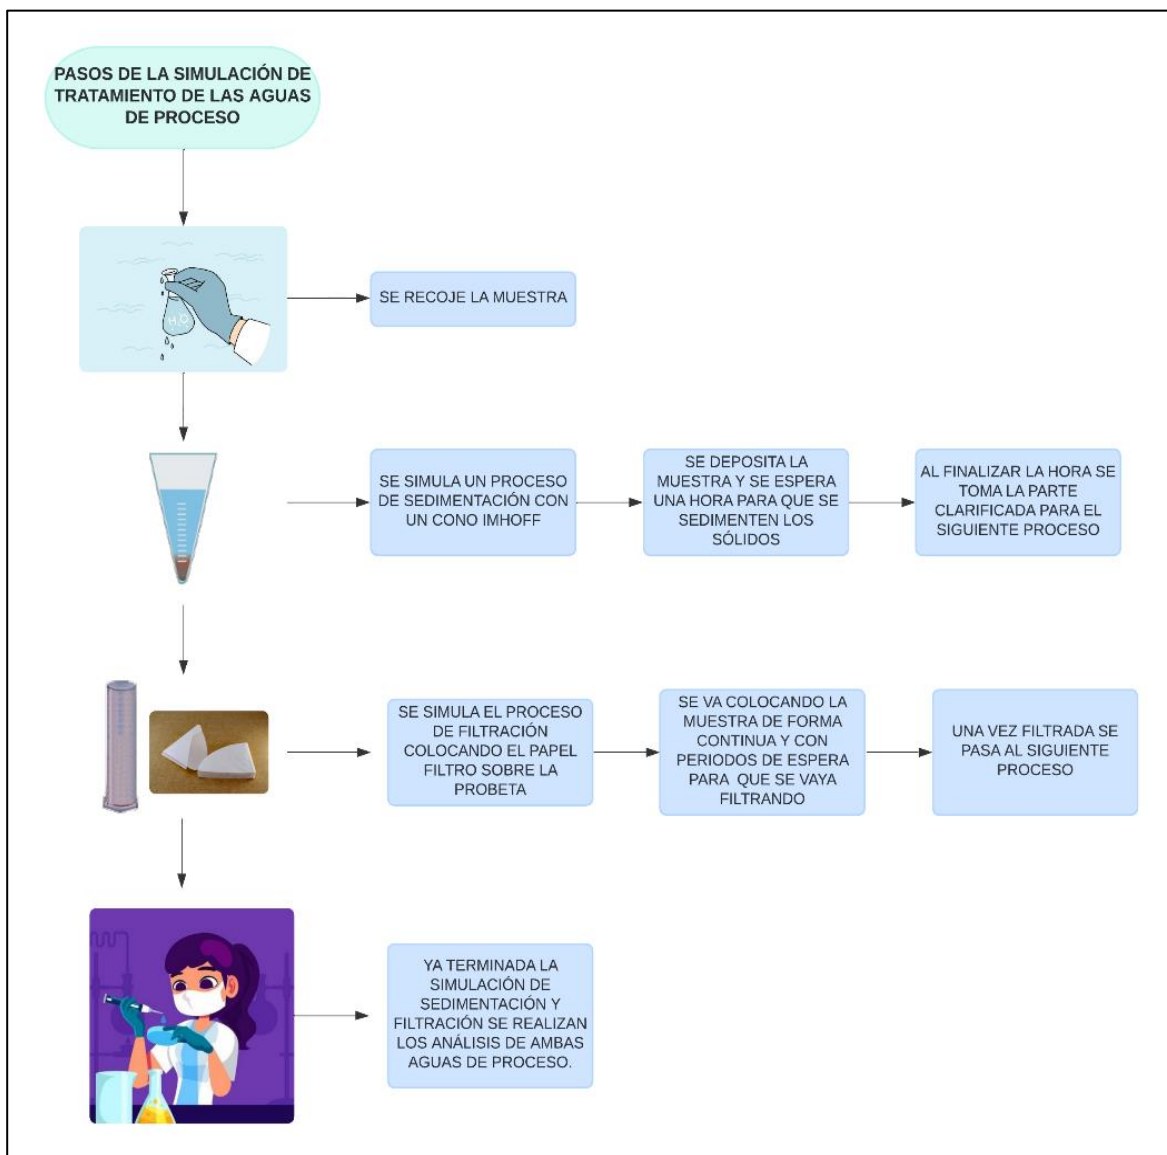 PASOS DE LA SIMULACIÓN DE
TRATAMIENTO DE LAS AGUAS
DE PROCESO
H₂O
SE RECOJE LA MUESTRA
SE SIMULA UN PROCESO
DE SEDIMENTACIÓN CON
UN CONO IMHOFF
SE DEPOSITA LA
MUESTRA Y SE ESPERA
UNA HORA PARA QUE SE
SEDIMENTEN LOS
SÓLIDOS
AL FINALIZAR LA HORA SE
TOMA LA PARTE
CLARIFICADA PARA EL
SIGUIENTE PROCESO
SE SIMULA EL PROCESO
DE FILTRACIÓN
COLOCANDO EL PAPEL
FILTRO SOBRE LA
PROBETA
SE VA COLOCANDO LA
MUESTRA DE FORMA
CONTINUA Y CON
PERIODOS DE ESPERA
PARA QUE SE VAYA
FILTRANDO
UNA VEZ FILTRADA SE
PASA AL SIGUIENTE
PROCESO
YA TERMINADA LA
SIMULACIÓN DE
SEDIMENTACIÓN Y
FILTRACIÓN SE REALIZAN
LOS ANÁLISIS DE AMBAS
AGUAS DE PROCESO.